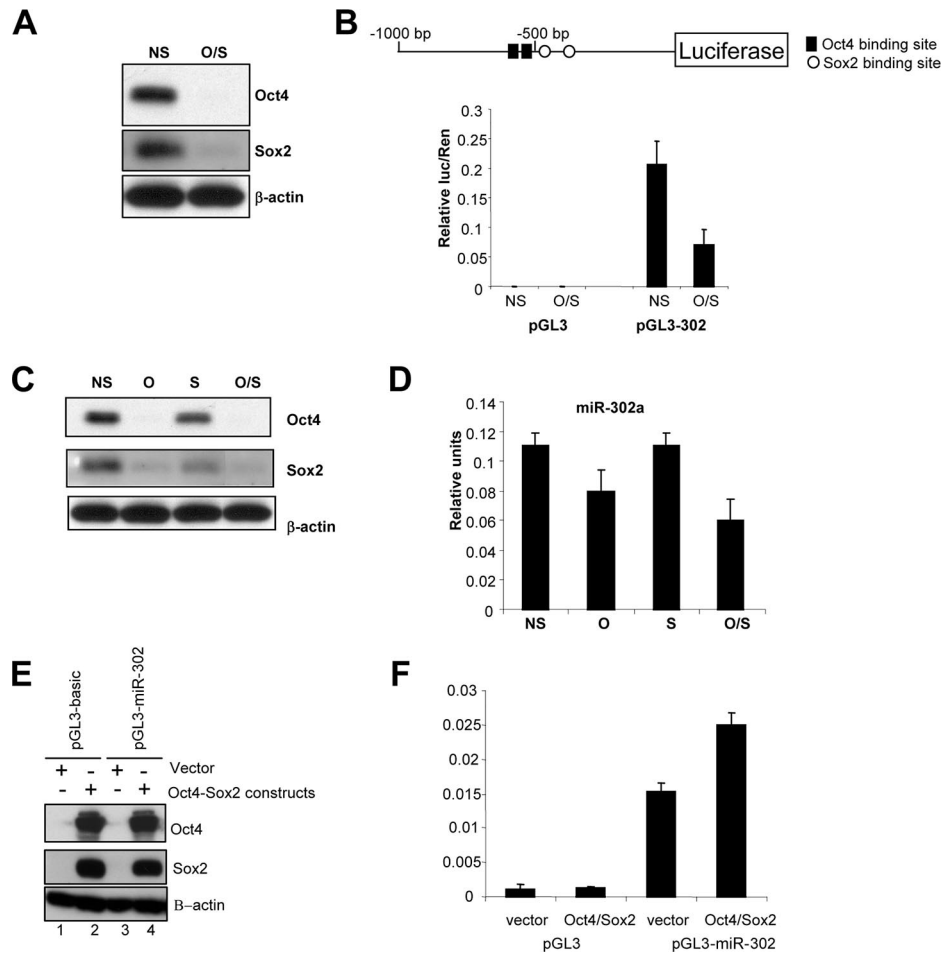 A
NS O/S
Oct4
Sox2
β-actin
B
-1000 bp -500 bp
Luciferase
Oct4 binding site
Sox2 binding site
Relative luc/Ren
0.3
0.25
0.2
0.15
0.1
0.05
0
NS O/S NS O/S
pGL3 pGL3-302
C
NS O S O/S
Oct4
Sox2
β-actin
D
miR-302a
Relative units
0.14
0.12
0.1
0.08
0.06
0.04
0.02
0
NS O S O/S
E
pGL3-basic
pGL3-miR-302
+ - + - Vector
- + - + Oct4-Sox2 constructs
Oct4
Sox2
B-actin
1 2 3 4
F
0.03
0.025
0.015
0.01
0.005
0
vector Oct4/Sox2 vector Oct4/Sox2
pGL3 pGL3-miR-302